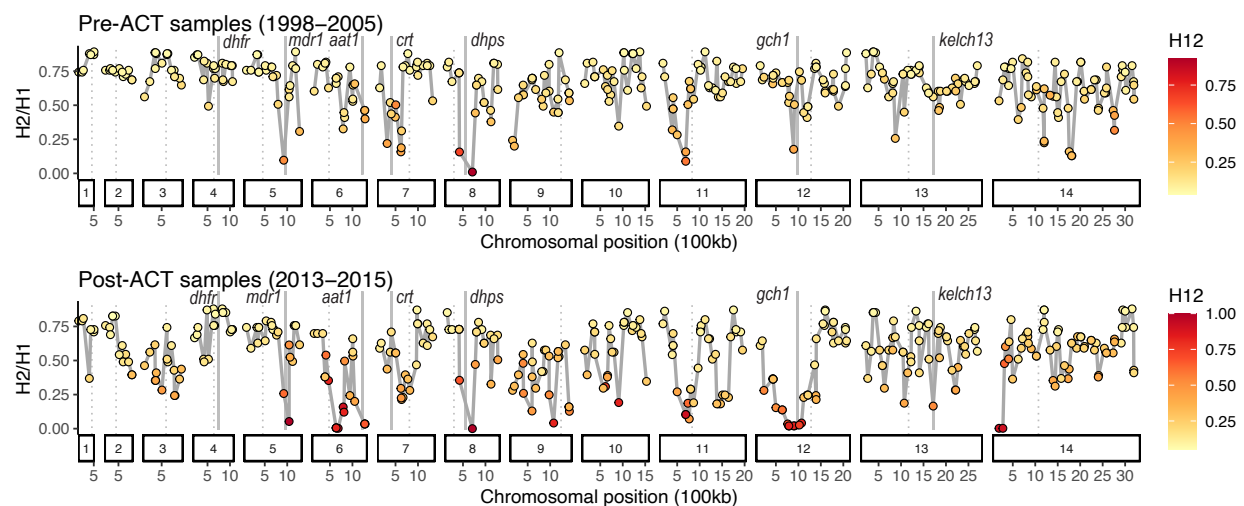 Pre-ACT samples (1998−2005)
dhfr mdr1 aat1 crt dhps gch1 kelch13
H12
0.75
0.50
0.25
0.00
H2/H1
0.75
0.50
0.25
1 2 3 4 5 6 7 8 9 10 11 12 13 14
5 5 5 5 10 5 10 5 10 5 10 5 10 5 10 5 10 15 5 10 15 20 5 10 15 20 5 10 15 20 25 5 10 15 20 25 30
Chromosomal position (100kb)
Post-ACT samples (2013−2015)
dhfr mdr1 aat1 crt dhps gch1 kelch13
H12
0.75
0.50
0.25
0.00
H2/H1
1.00
0.75
0.50
0.25
1 2 3 4 5 6 7 8 9 10 11 12 13 14
5 5 5 5 10 5 10 5 10 5 10 5 10 5 10 5 10 15 5 10 15 20 5 10 15 20 5 10 15 20 25 5 10 15 20 25 30
Chromosomal position (100kb)